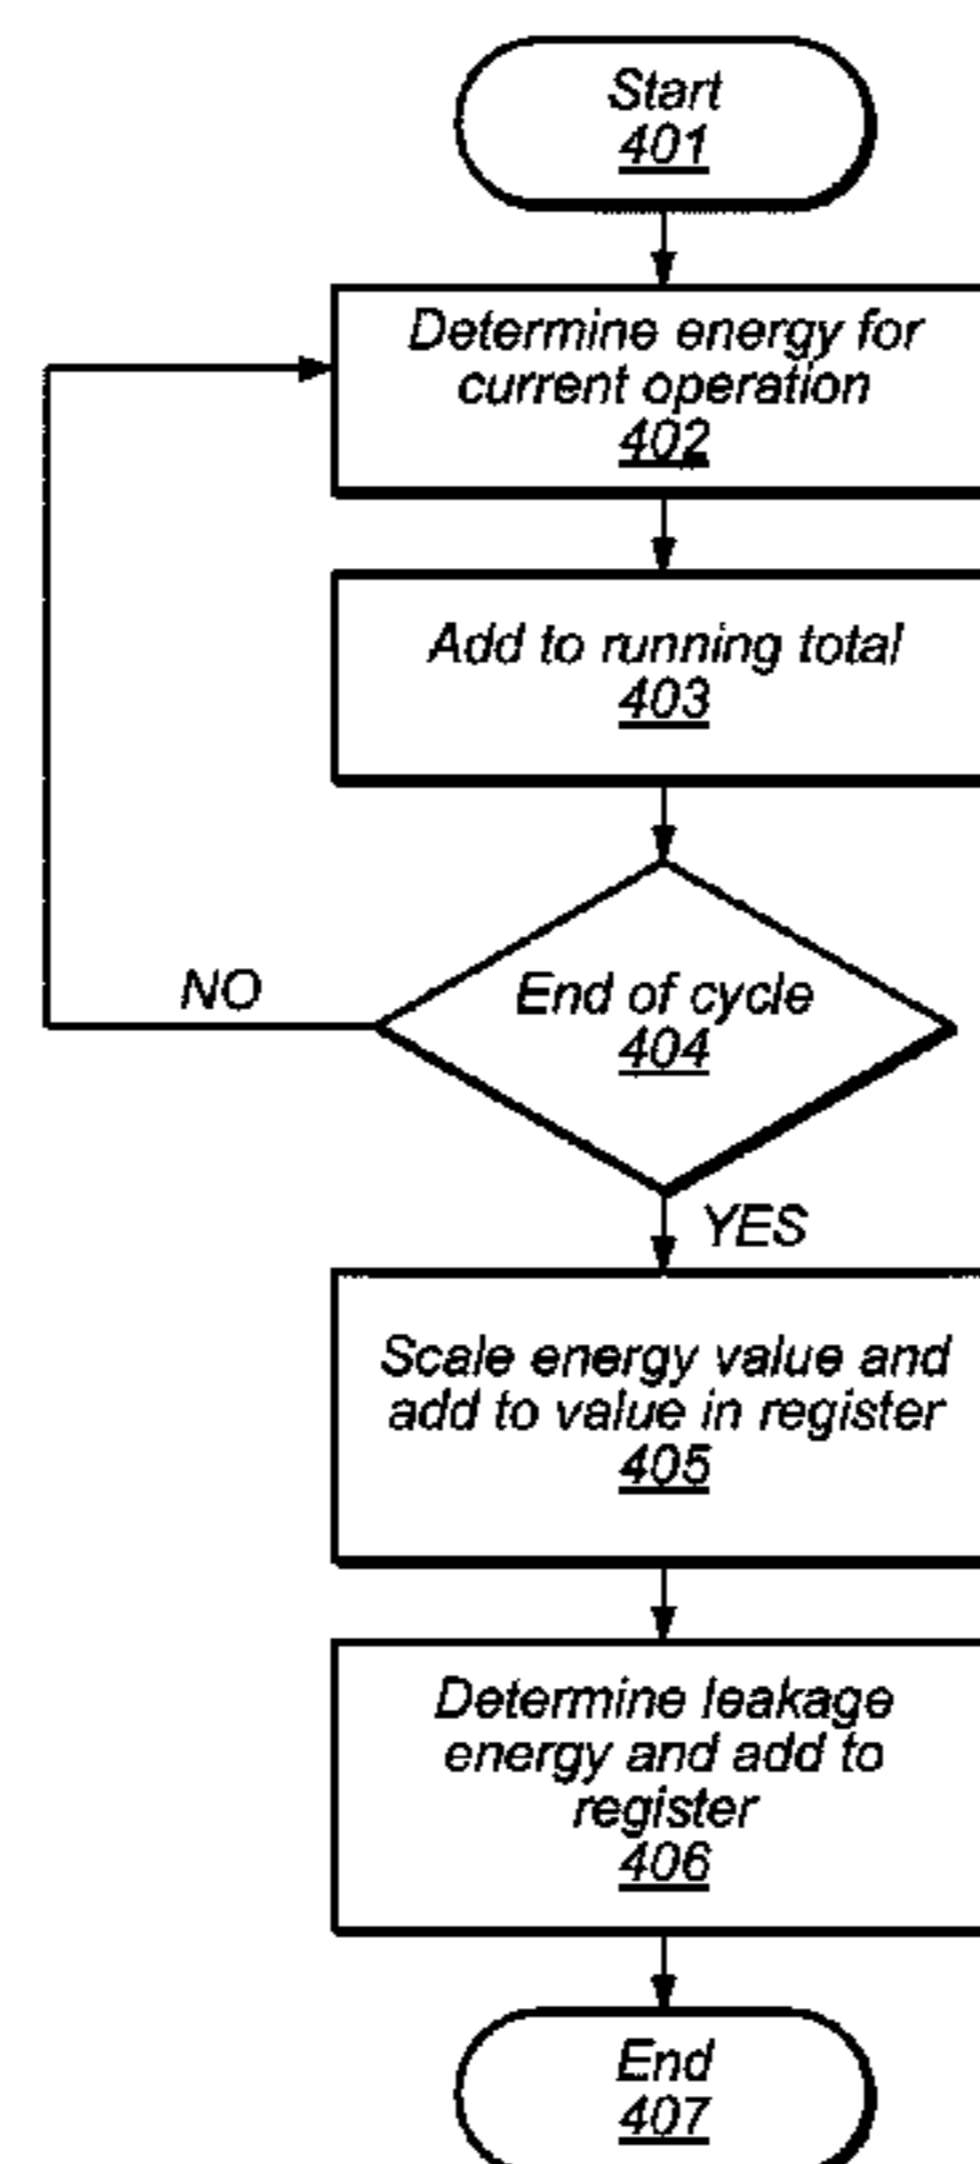 Start
401
Determine energy for
current operation
402
Add to running total
403
End of cycle
404
NO
YES
Scale energy value and
add to value in register
405
Determine leakage
energy and add to
register
406
End
407